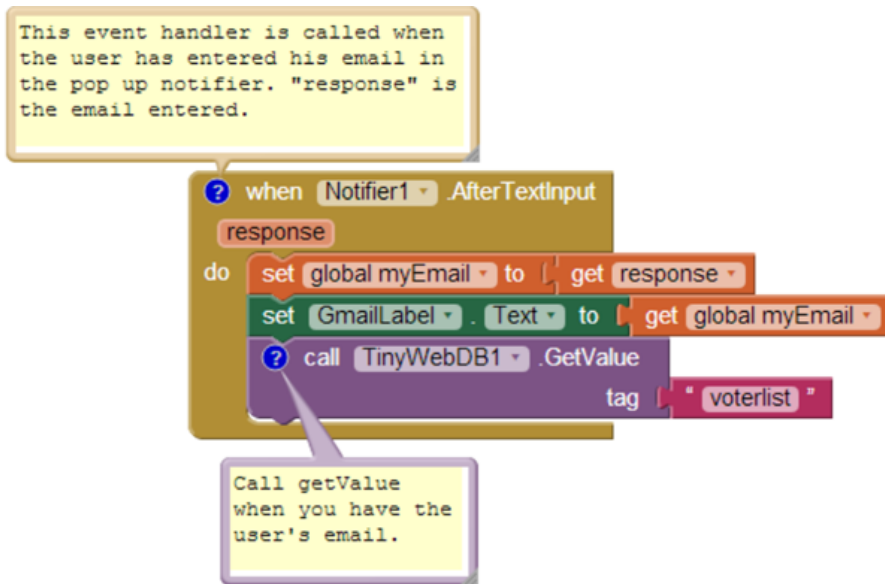 This event handler is called when
the user has entered his email in
the pop up notifier. "response" is
the email entered.
? when Notifier1 .AfterTextInput
response
do set global myEmail to get response
set GmailLabel . Text to get global myEmail
? call TinyWebDB1 .GetValue
tag " voterlist "
Call getValue
when you have the
user's email.